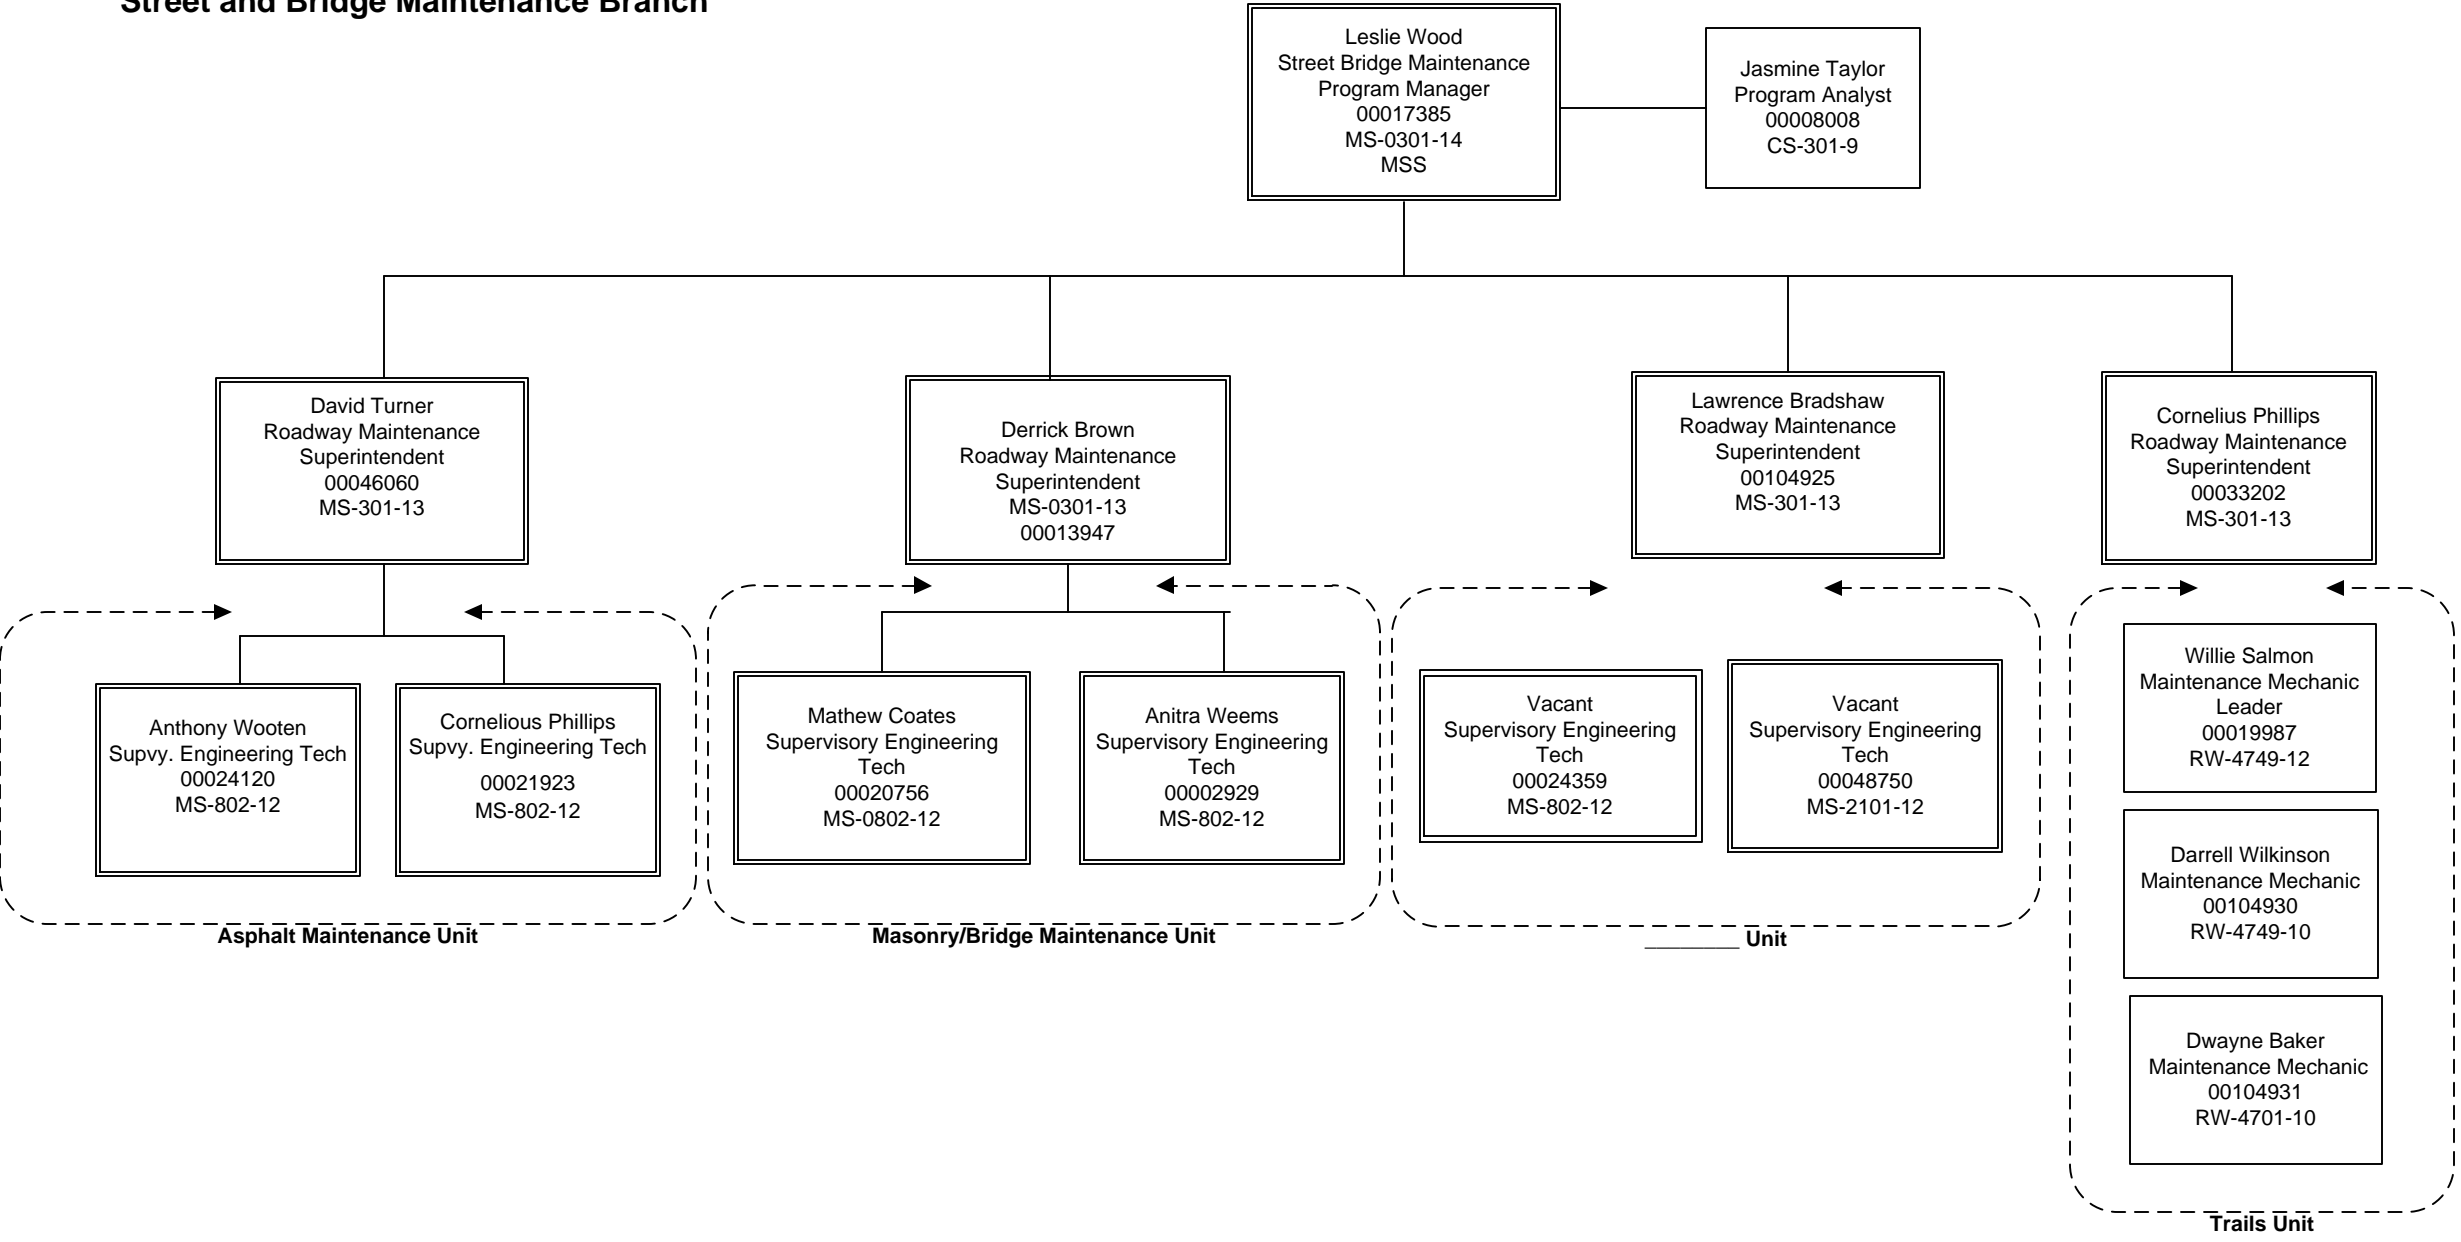 Street and Bridge Maintenance Branch
Leslie Wood
Street Bridge Maintenance
Program Manager
00017385
MS-0301-14
MSS
Jasmine Taylor
Program Analyst
00008008
CS-301-9
David Turner
Roadway Maintenance
Superintendent
00046060
MS-301-13
Derrick Brown
Roadway Maintenance
Superintendent
MS-0301-13
00013947
Lawrence Bradshaw
Roadway Maintenance
Superintendent
00104925
MS-301-13
Cornelius Phillips
Roadway Maintenance
Superintendent
00033202
MS-301-13
Anthony Wooten
Supvy. Engineering Tech
00024120
MS-802-12
Cornelious Phillips
Supvy. Engineering Tech
00021923
MS-802-12
Asphalt Maintenance Unit
Mathew Coates
Supervisory Engineering
Tech
00020756
MS-0802-12
Anitra Weems
Supervisory Engineering
Tech
00002929
MS-802-12
Masonry/Bridge Maintenance Unit
Vacant
Supervisory Engineering
Tech
00024359
MS-802-12
Vacant
Supervisory Engineering
Tech
00048750
MS-2101-12
________ Unit
Willie Salmon
Maintenance Mechanic
Leader
00019987
RW-4749-12
Darrell Wilkinson
Maintenance Mechanic
00104930
RW-4749-10
Dwayne Baker
Maintenance Mechanic
00104931
RW-4701-10
Trails Unit